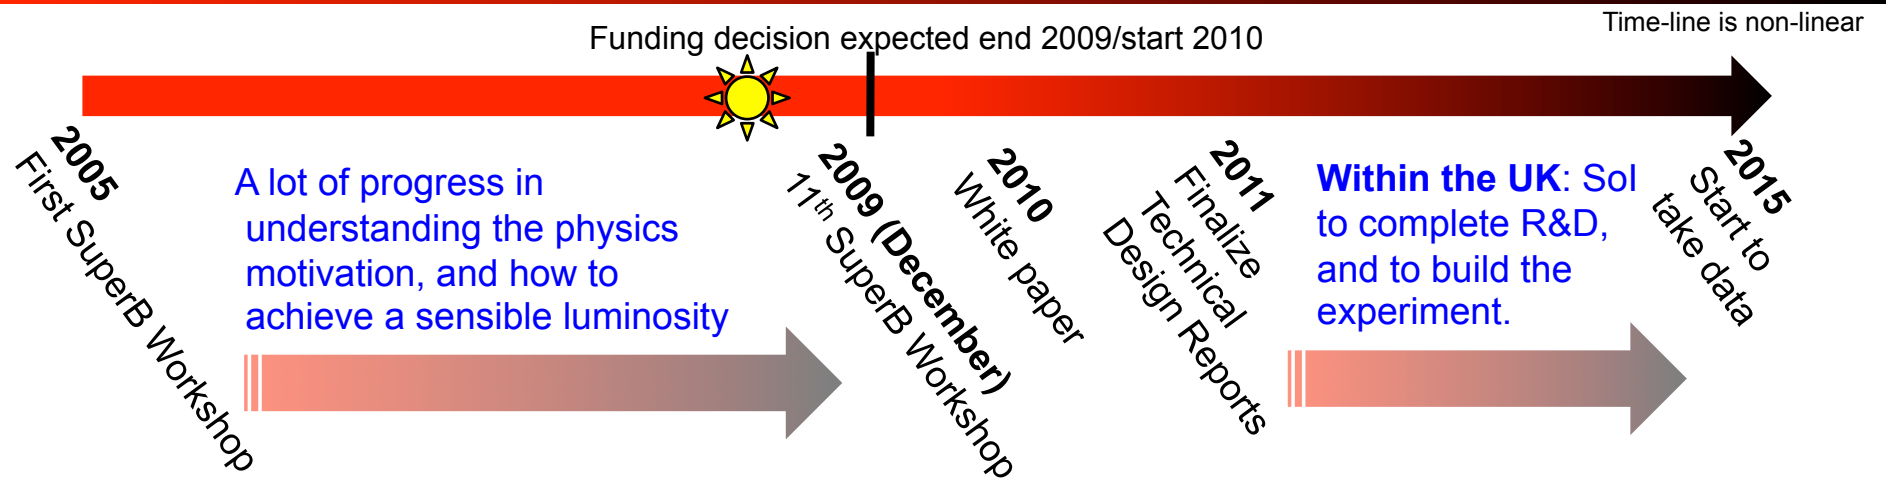 Time-line is non-linear
Funding decision expected end 2009/start 2010
2005
First SuperB Workshop
A lot of progress in
understanding the physics
motivation, and how to
achieve a sensible luminosity
2009 (December)
11th SuperB Workshop
2010
White paper
2011
Finalize
Technical
Design Reports
Within the UK: SoI
to complete R&D,
and to build the
experiment.
2015
Start to
take data